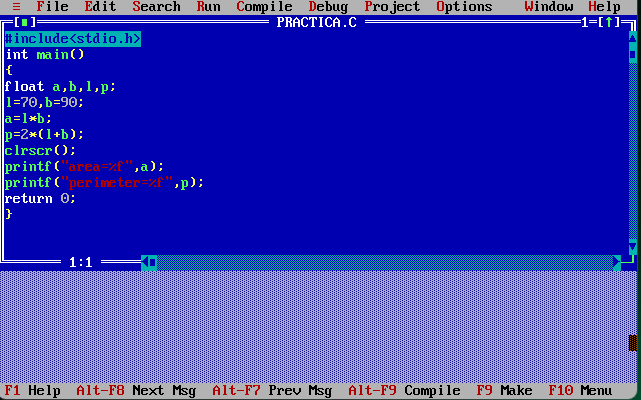 ≡ File Edit Search Run Compile Debug Project Options Window Help
[■] PRACTICA.C 1=[↑]
#include<stdio.h>
int main()
{
float a,b,l,p;
l=70,b=90;
a=l*b;
p=2*(l+b);
clrscr();
printf("area=%f",a);
printf("perimeter=%f",p);
return 0;
}
1:1
F1 Help Alt-F8 Next Msg Alt-F7 Prev Msg Alt-F9 Compile F9 Make F10 Menu